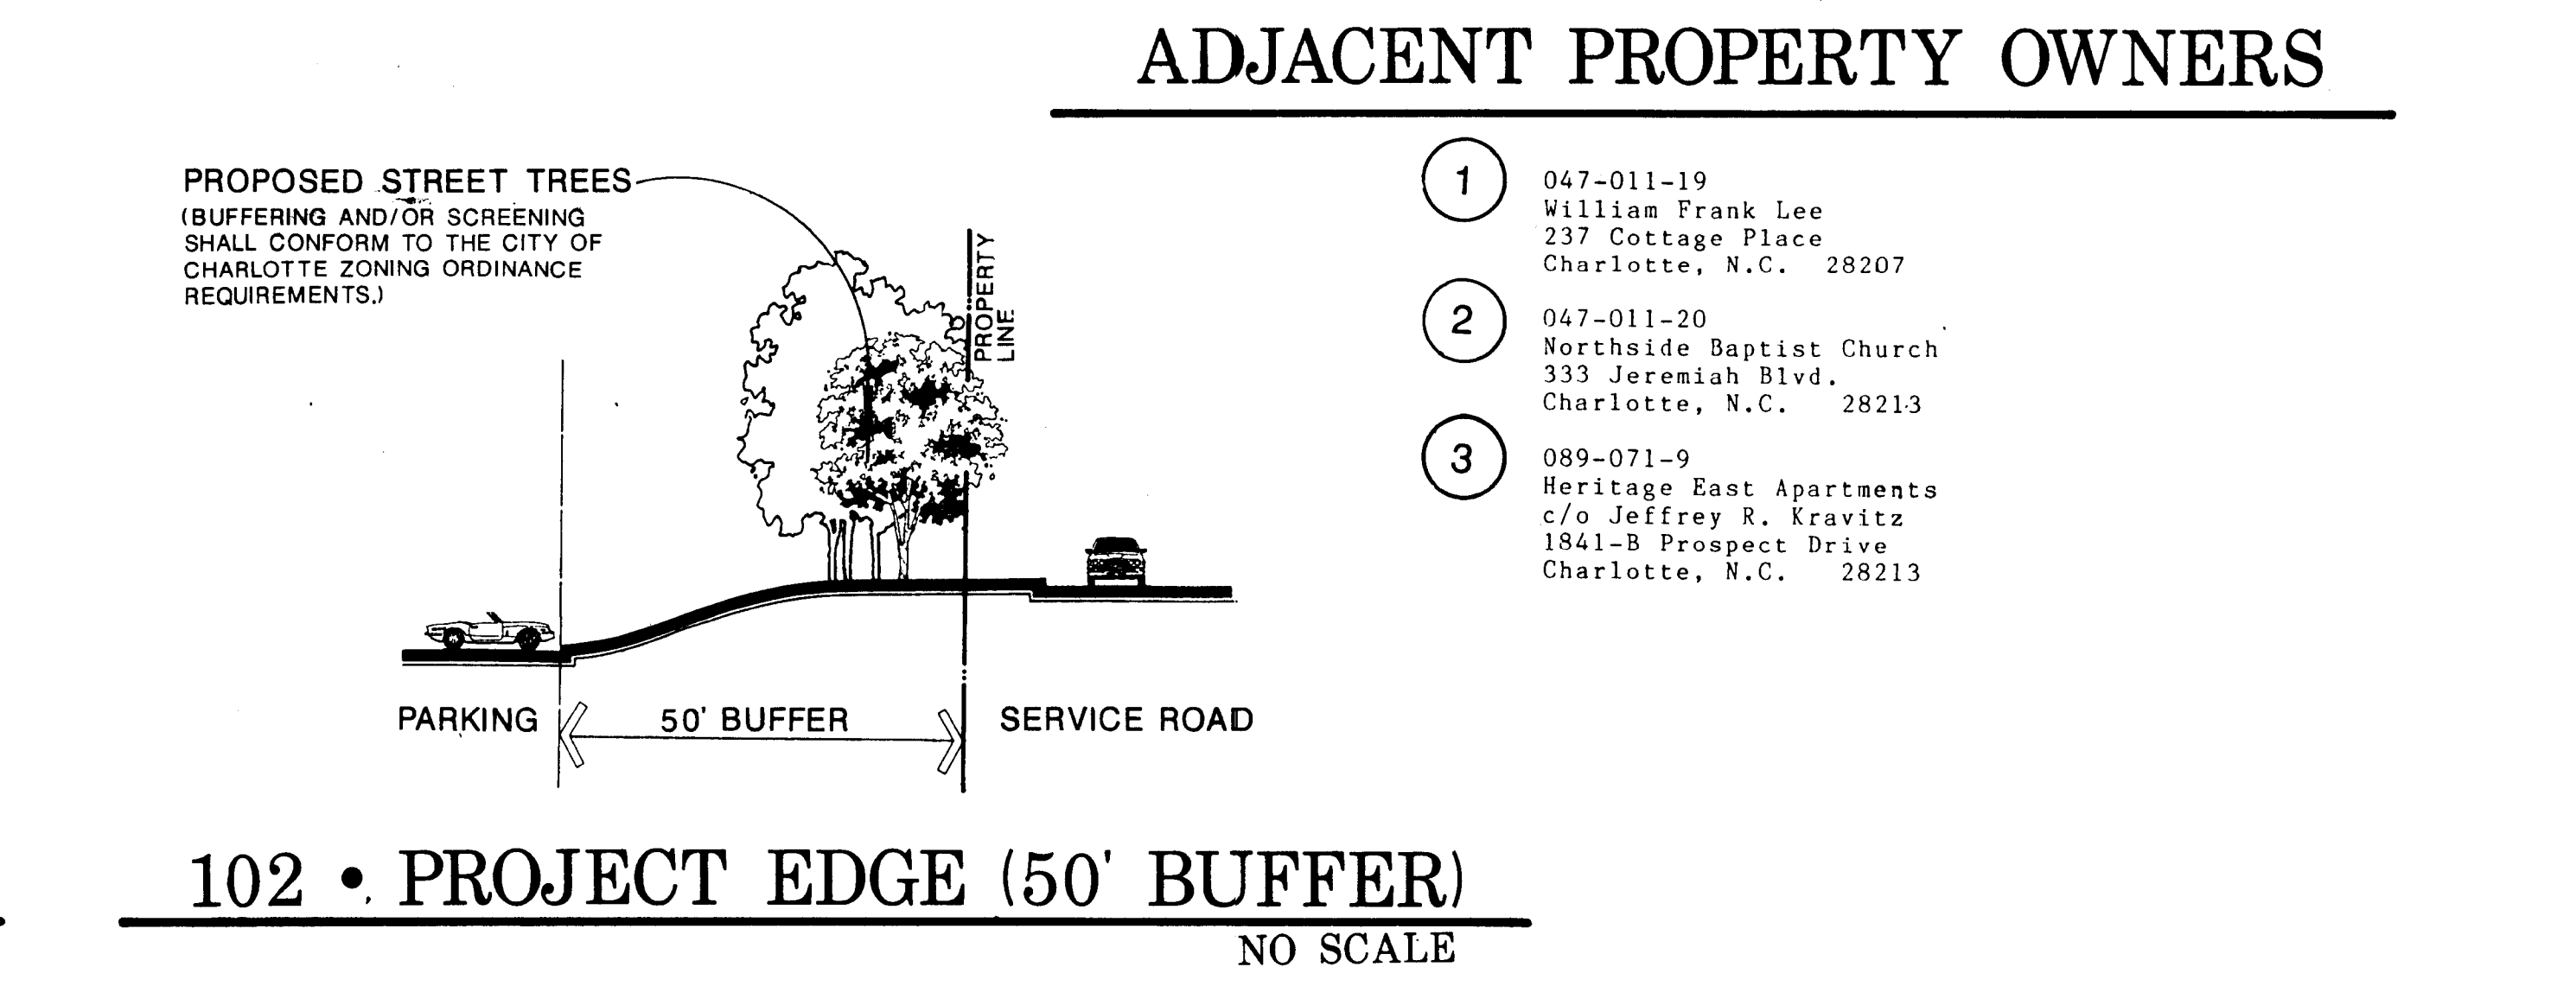 ADJACENT PROPERTY OWNERS
PROPOSED STREET TREES
(BUFFERING AND/OR SCREENING
SHALL CONFORM TO THE CITY OF
CHARLOTTE ZONING ORDINANCE
REQUIREMENTS.)
PROPERTY
LINE
PARKING
50' BUFFER
SERVICE ROAD
1
047-011-19
William Frank Lee
237 Cottage Place
Charlotte, N.C. 28207
2
047-011-20
Northside Baptist Church
333 Jeremiah Blvd.
Charlotte, N.C. 28213
3
089-071-9
Heritage East Apartments
c/o Jeffrey R. Kravitz
1841-B Prospect Drive
Charlotte, N.C. 28213
102 • PROJECT EDGE (50' BUFFER)
NO SCALE